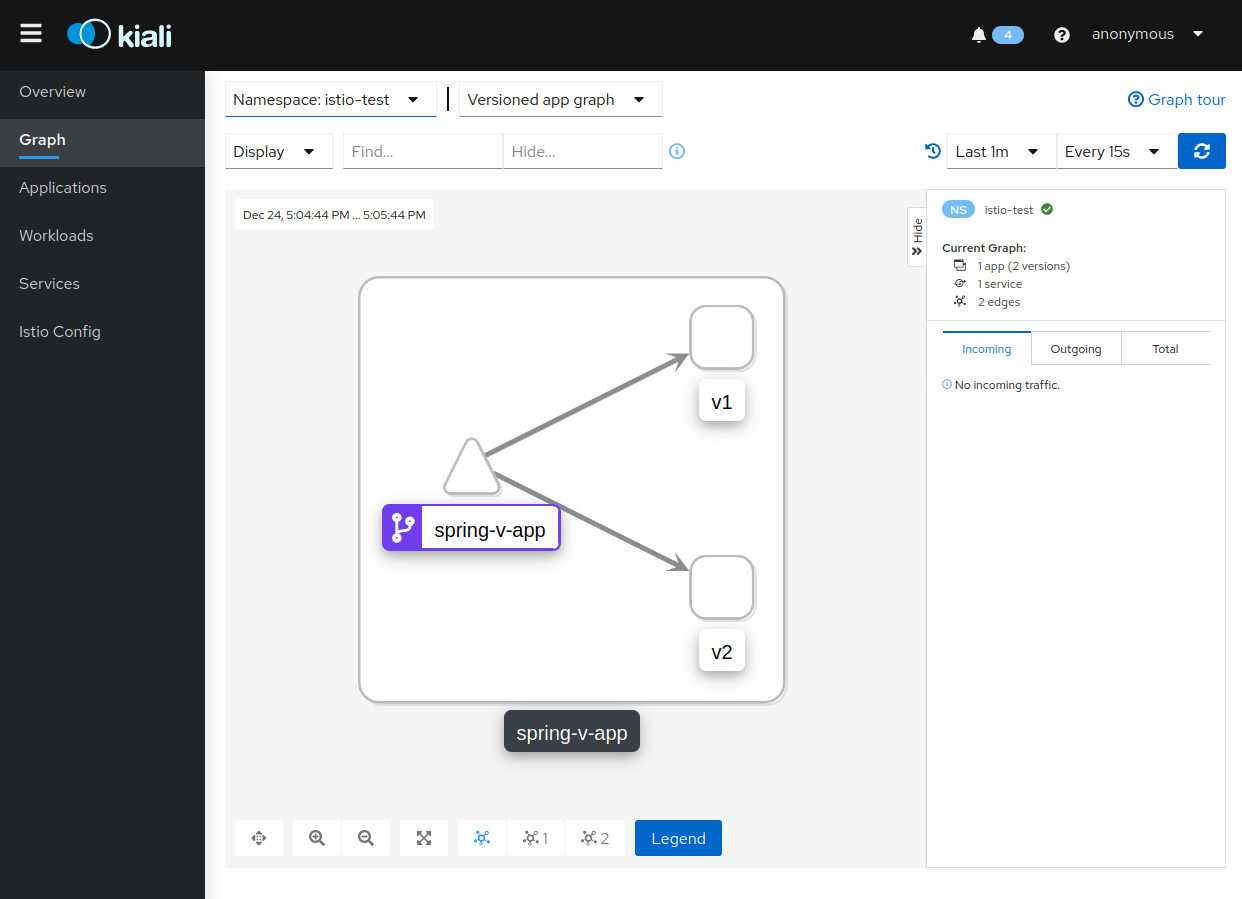 kiali
4
anonymous
Overview
Graph
Applications
Workloads
Services
Istio Config
Namespace: istio-test
Versioned app graph
Graph tour
Display
Find...
Hide...
Last 1m
Every 15s
Dec 24, 5:04:44 PM ... 5:05:44 PM
Hide
v1
spring-v-app
v2
spring-v-app
1
2
Legend
NS istio-test
Current Graph:
1 app (2 versions)
1 service
2 edges
Incoming
Outgoing
Total
No incoming traffic.